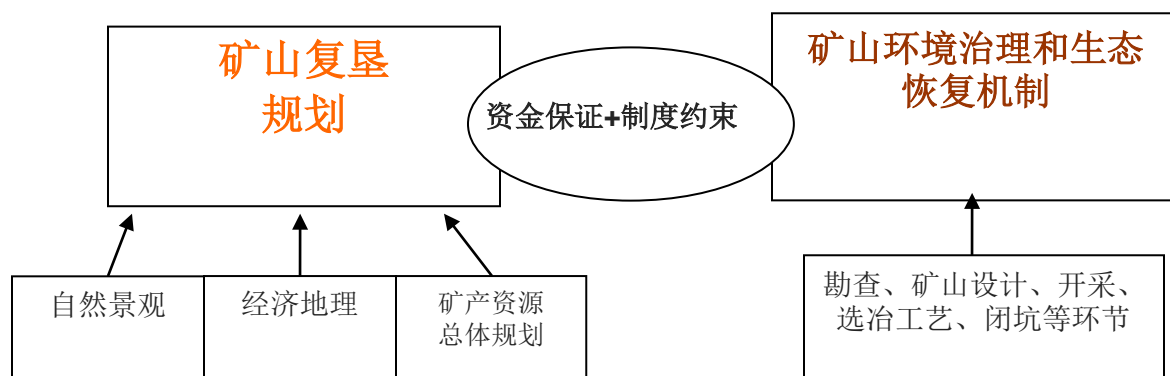 矿山复垦
规划
资金保证+制度约束
矿山环境治理和生态
恢复机制
自然景观
经济地理
矿产资源
总体规划
勘查、矿山设计、开采、
选冶工艺、闭坑等环节